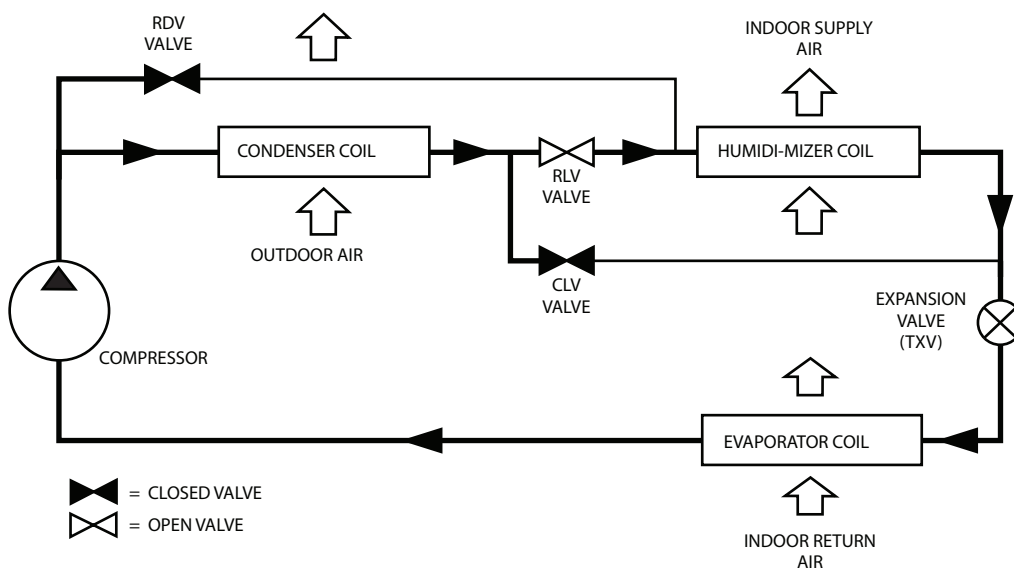 RDV
VALVE
INDOOR SUPPLY
AIR
CONDENSER COIL
HUMIDI-MIZER COIL
RLV
VALVE
OUTDOOR AIR
CLV
VALVE
EXPANSION
VALVE
(TXV)
COMPRESSOR
EVAPORATOR COIL
= CLOSED VALVE
= OPEN VALVE
INDOOR RETURN
AIR